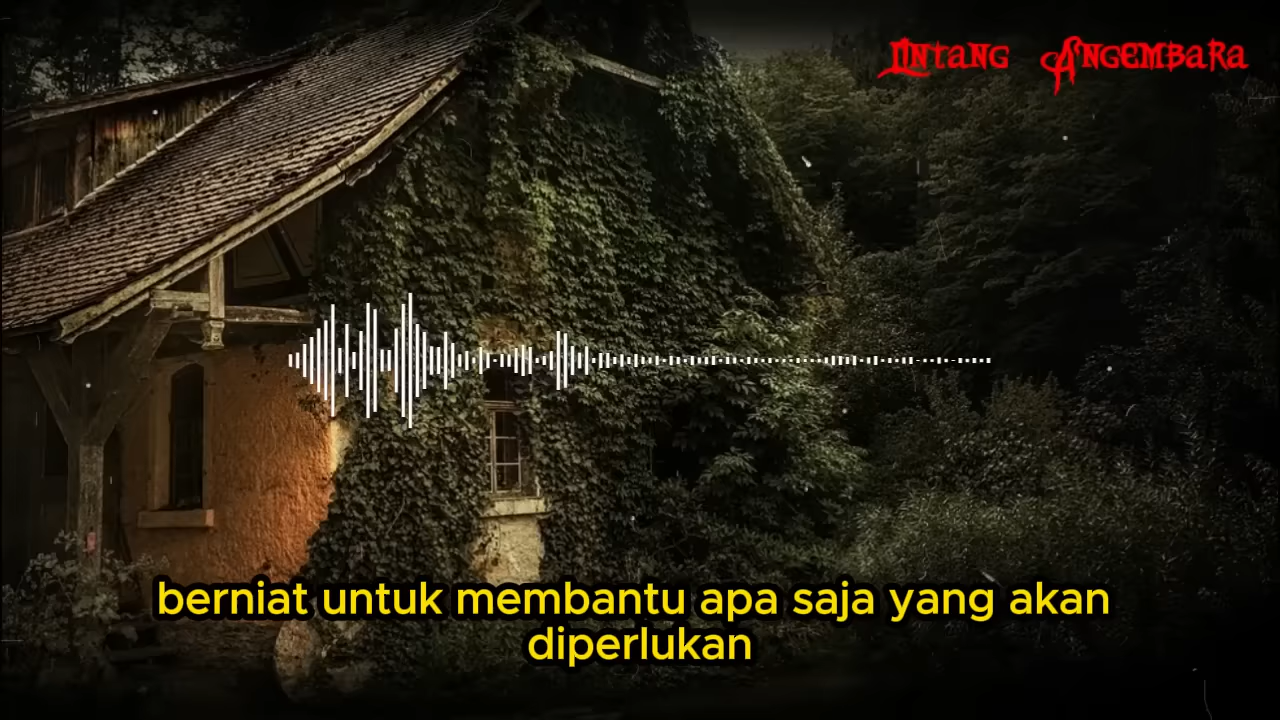 Lintang Angembara
berniat untuk membantu apa saja yang akan
diperlukan